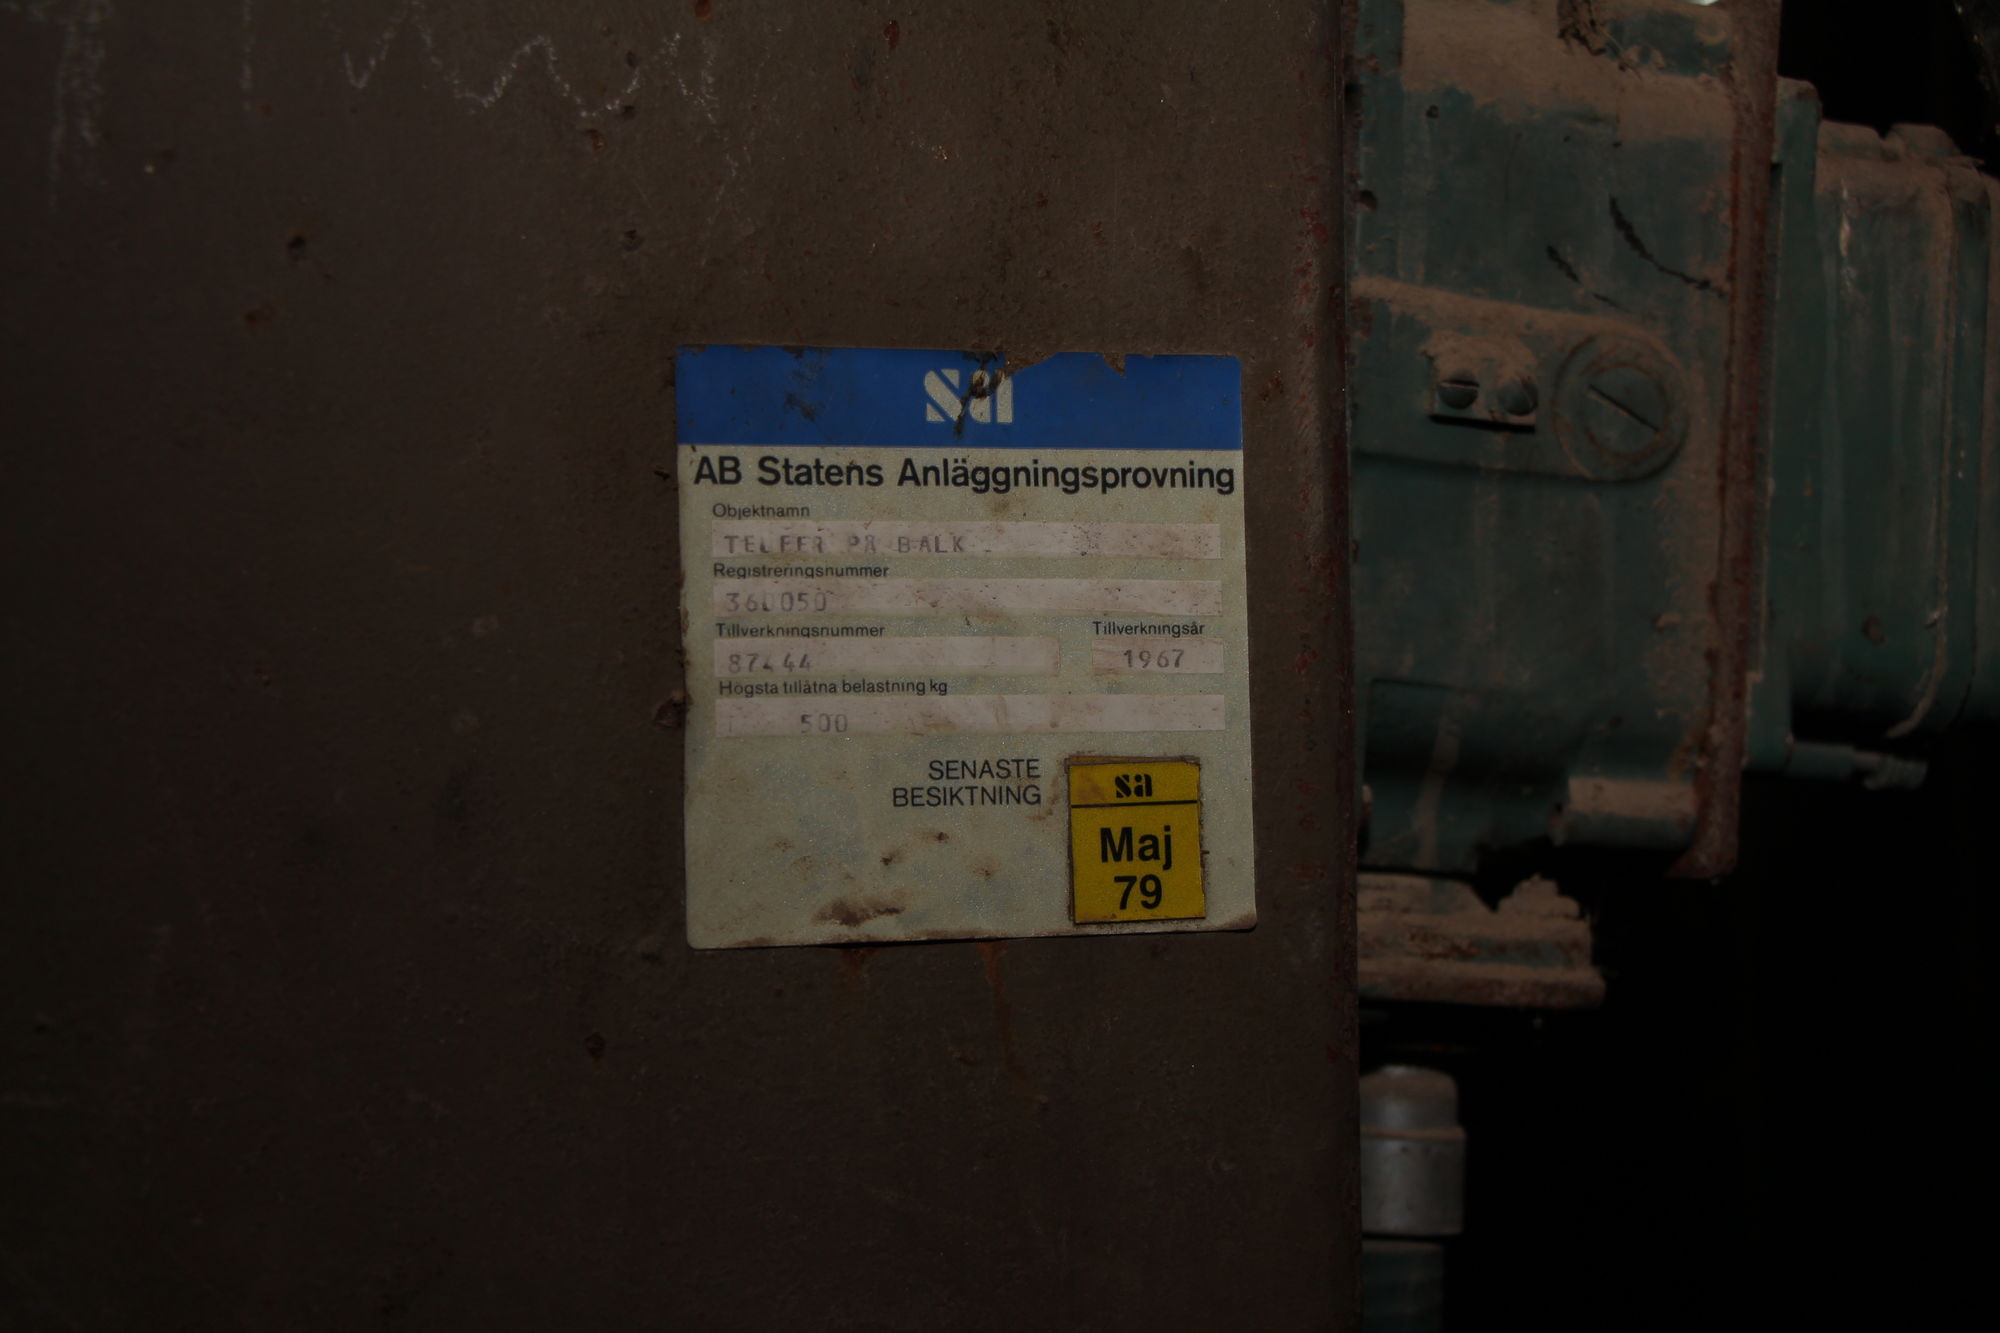 sa
AB Statens Anläggningsprovning
Objektnamn
TELFER PÅ BALK
Registreringsnummer
360050
Tillverkningsnummer
Tillverkningsår
87444
1967
Högsta tillåtna belastning kg
500
SENASTE
BESIKTNING
sa
Maj
79